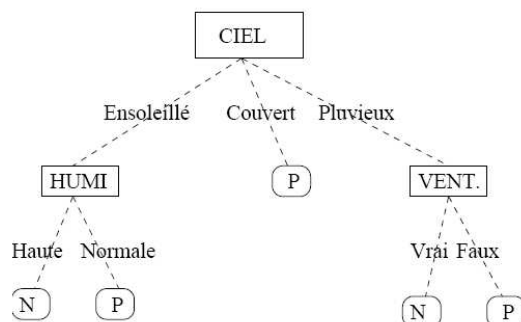 CIEL
Ensoleillé Couvert Pluvieux
HUMI P VENT.
Haute Normale Vrai Faux
N P N P